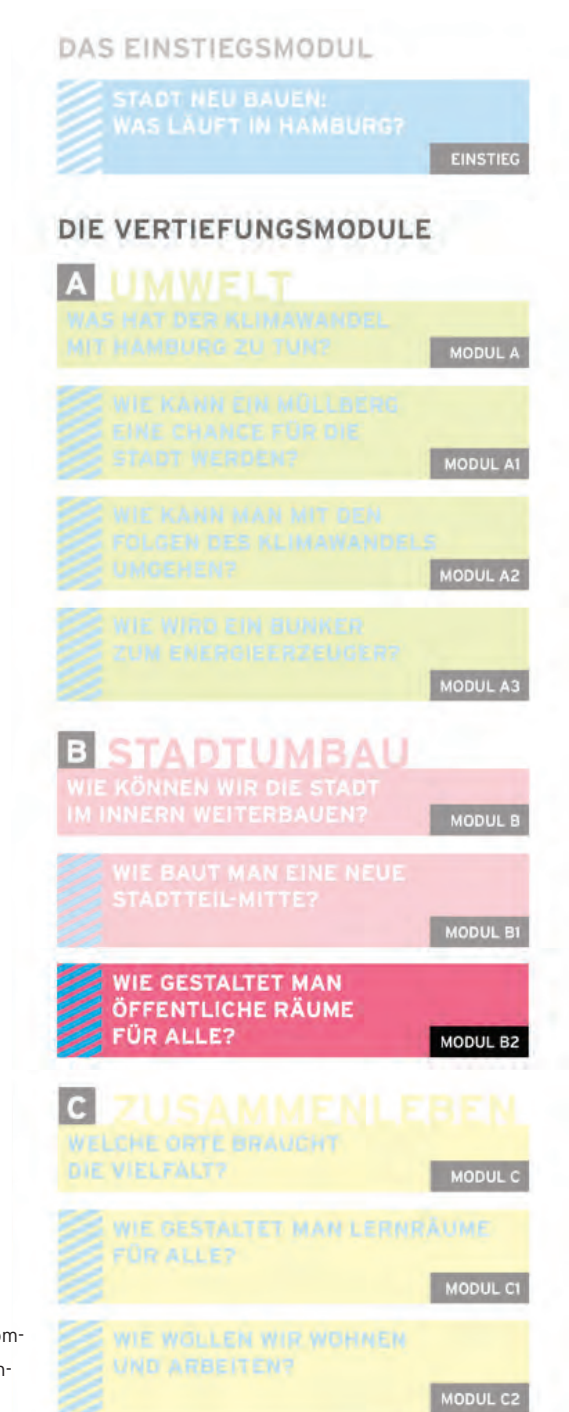 DAS EINSTIEGSMODUL
STADT NEU BAUEN:
WAS LÄUFT IN HAMBURG?
EINSTIEG
DIE VERTIEFUNGSMODULE
A UMWELT
WAS HAT DER KLIMAWANDEL
MIT HAMBURG ZU TUN?
MODUL A
WIE KANN EIN MÜLLBERG
EINE CHANCE FÜR DIE
STADT WERDEN?
MODUL A1
WIE KANN MAN MIT DEN
FOLGEN DES KLIMAWANDELS
UMGEHEN?
MODUL A2
WIE WIRD EIN BUNKER
ZUM ENERGIEERZEUGER?
MODUL A3
B STADTUMBAU
WIE KÖNNEN WIR DIE STADT
IM INNERN WEITERBAUEN?
MODUL B
WIE BAUT MAN EINE NEUE
STADTTEIL-MITTE?
MODUL B1
WIE GESTALTET MAN
ÖFFENTLICHE RÄUME
FÜR ALLE?
MODUL B2
C ZUSAMMENLEBEN
WELCHE ORTE BRAUCHT
DIE VIELFALT?
MODUL C
WIE GESTALTET MAN LERNRÄUME
FÜR ALLE?
MODUL C1
om-
n-
WIE WOLLEN WIR WOHNEN
UND ARBEITEN?
MODUL C2